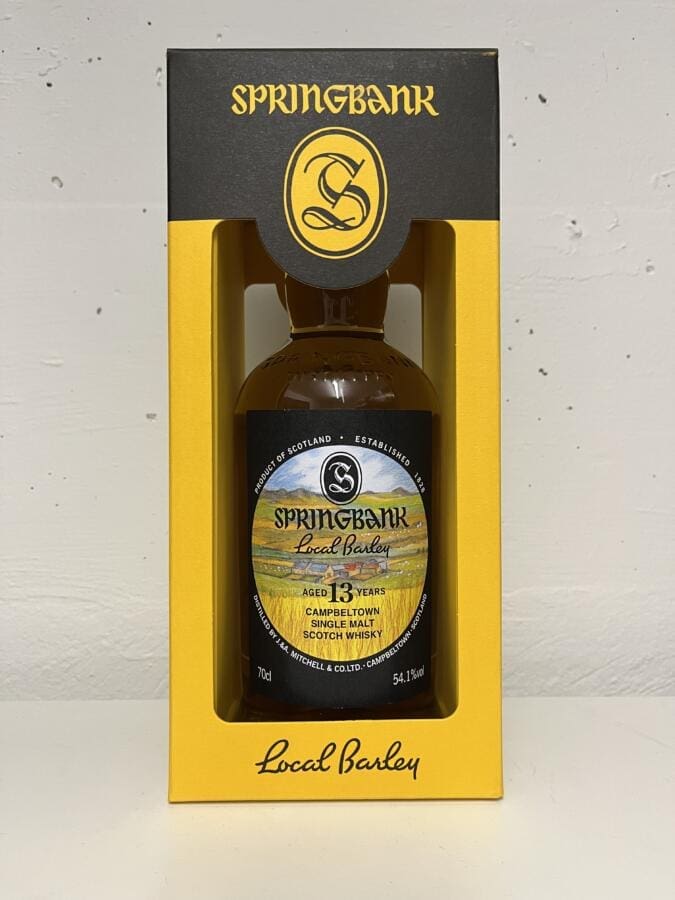 SPRINGBANK
S
PRODUCT OF SCOTLAND • ESTABLISHED 1828
S
SPRINGBANK
Local Barley
AGED 13 YEARS
CAMPBELTOWN
SINGLE MALT
SCOTCH WHISKY
DISTILLED BY J.&A. MITCHELL & CO.LTD. • CAMPBELTOWN • SCOTLAND
70cl
54.1%vol
Local Barley